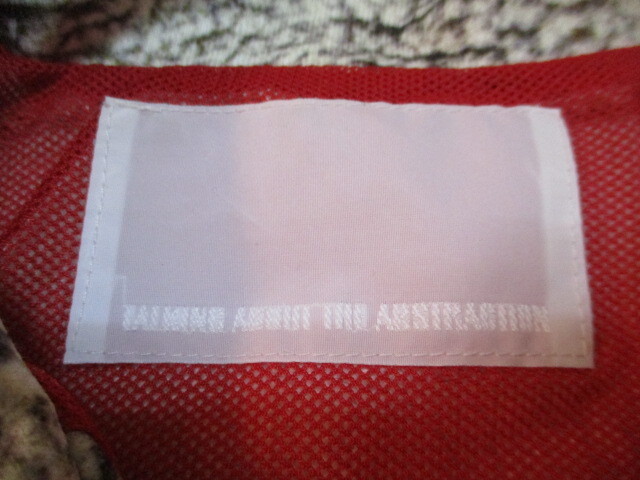 TALKING ABOUT THE ABSTRACTION